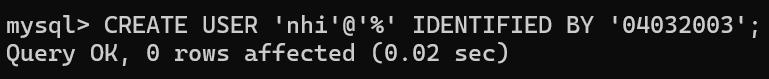 mysql> CREATE USER 'nhi'@'%' IDENTIFIED BY '04032003';
Query OK, 0 rows affected (0.02 sec)